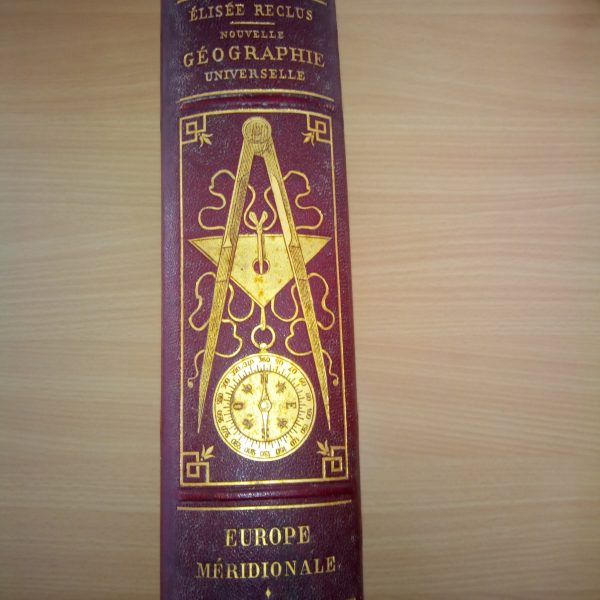 ÉLISÉE RECLUS
NOUVELLE
GÉOGRAPHIE
UNIVERSELLE
N
O E
S
EUROPE
MÉRIDIONALE